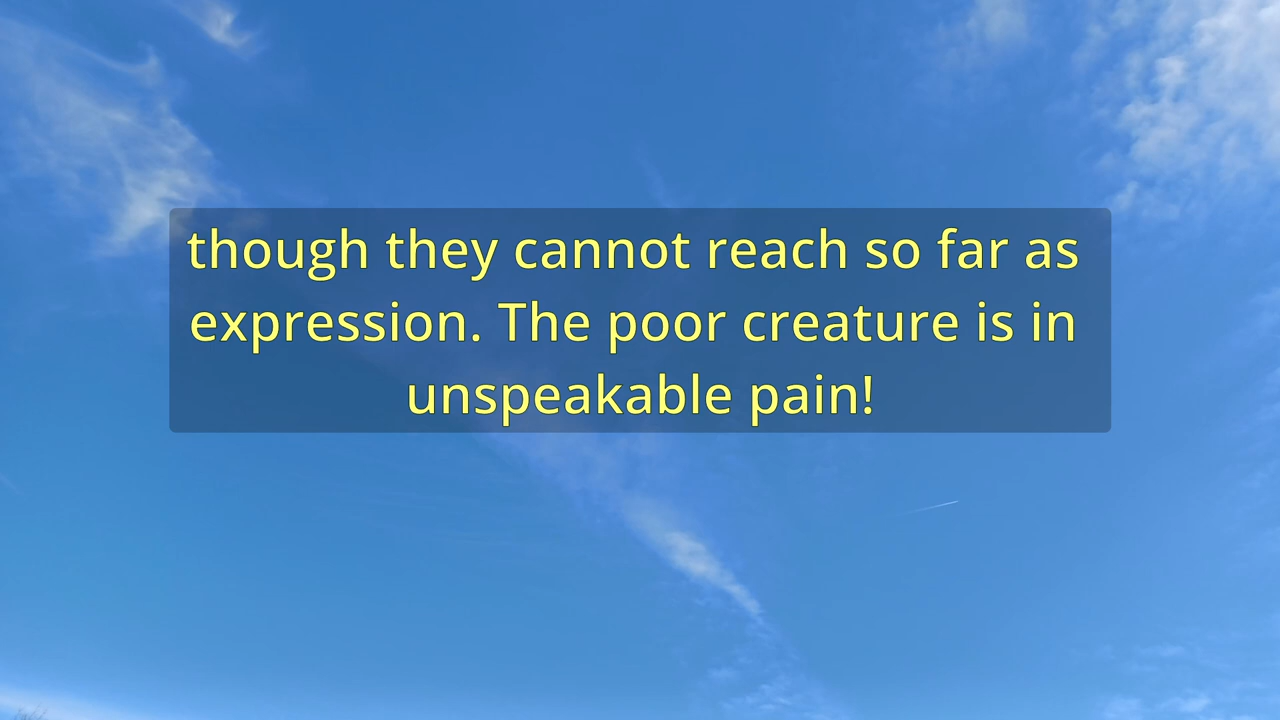 though they cannot reach so far as
expression. The poor creature is in
unspeakable pain!